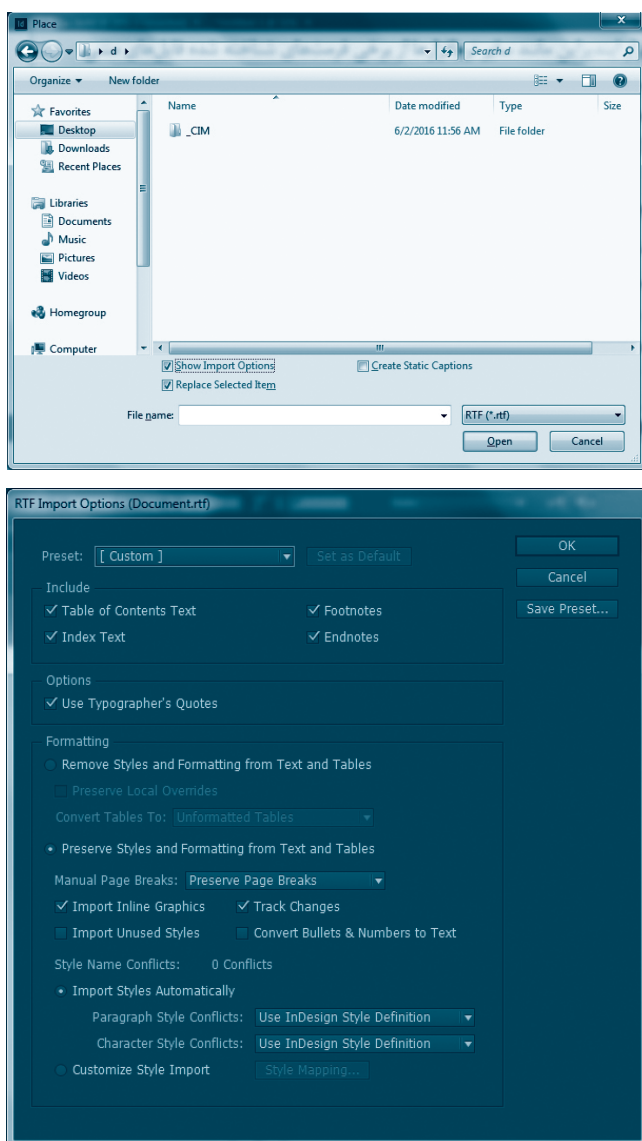 Id Place
d
Search d
Organize
New folder
Favorites
Desktop
Downloads
Recent Places
Libraries
Documents
Music
Pictures
Videos
Homegroup
Computer
Name Date modified Type Size
_CIM 6/2/2016 11:56 AM File folder
Show Import Options Create Static Captions
Replace Selected Item
File name: RTF (*.rtf)
Open Cancel
RTF Import Options (Document.rtf)
Preset: [ Custom ] Set as Default
OK
Cancel
Save Preset...
Include
Table of Contents Text Footnotes
Index Text Endnotes
Options
Use Typographer's Quotes
Formatting
Remove Styles and Formatting from Text and Tables
Preserve Local Overrides
Convert Tables To: Unformatted Tables
Preserve Styles and Formatting from Text and Tables
Manual Page Breaks: Preserve Page Breaks
Import Inline Graphics Track Changes
Import Unused Styles Convert Bullets & Numbers to Text
Style Name Conflicts: 0 Conflicts
Import Styles Automatically
Paragraph Style Conflicts: Use InDesign Style Definition
Character Style Conflicts: Use InDesign Style Definition
Customize Style Import Style Mapping...